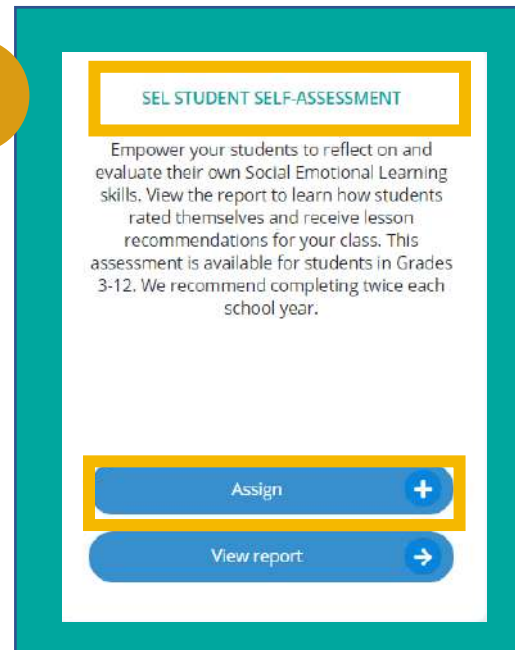 SEL STUDENT SELF-ASSESSMENT
Empower your students to reflect on and
evaluate their own Social Emotional Learning
skills. View the report to learn how students
rated themselves and receive lesson
recommendations for your class. This
assessment is available for students in Grades
3-12. We recommend completing twice each
school year.
Assign
View report